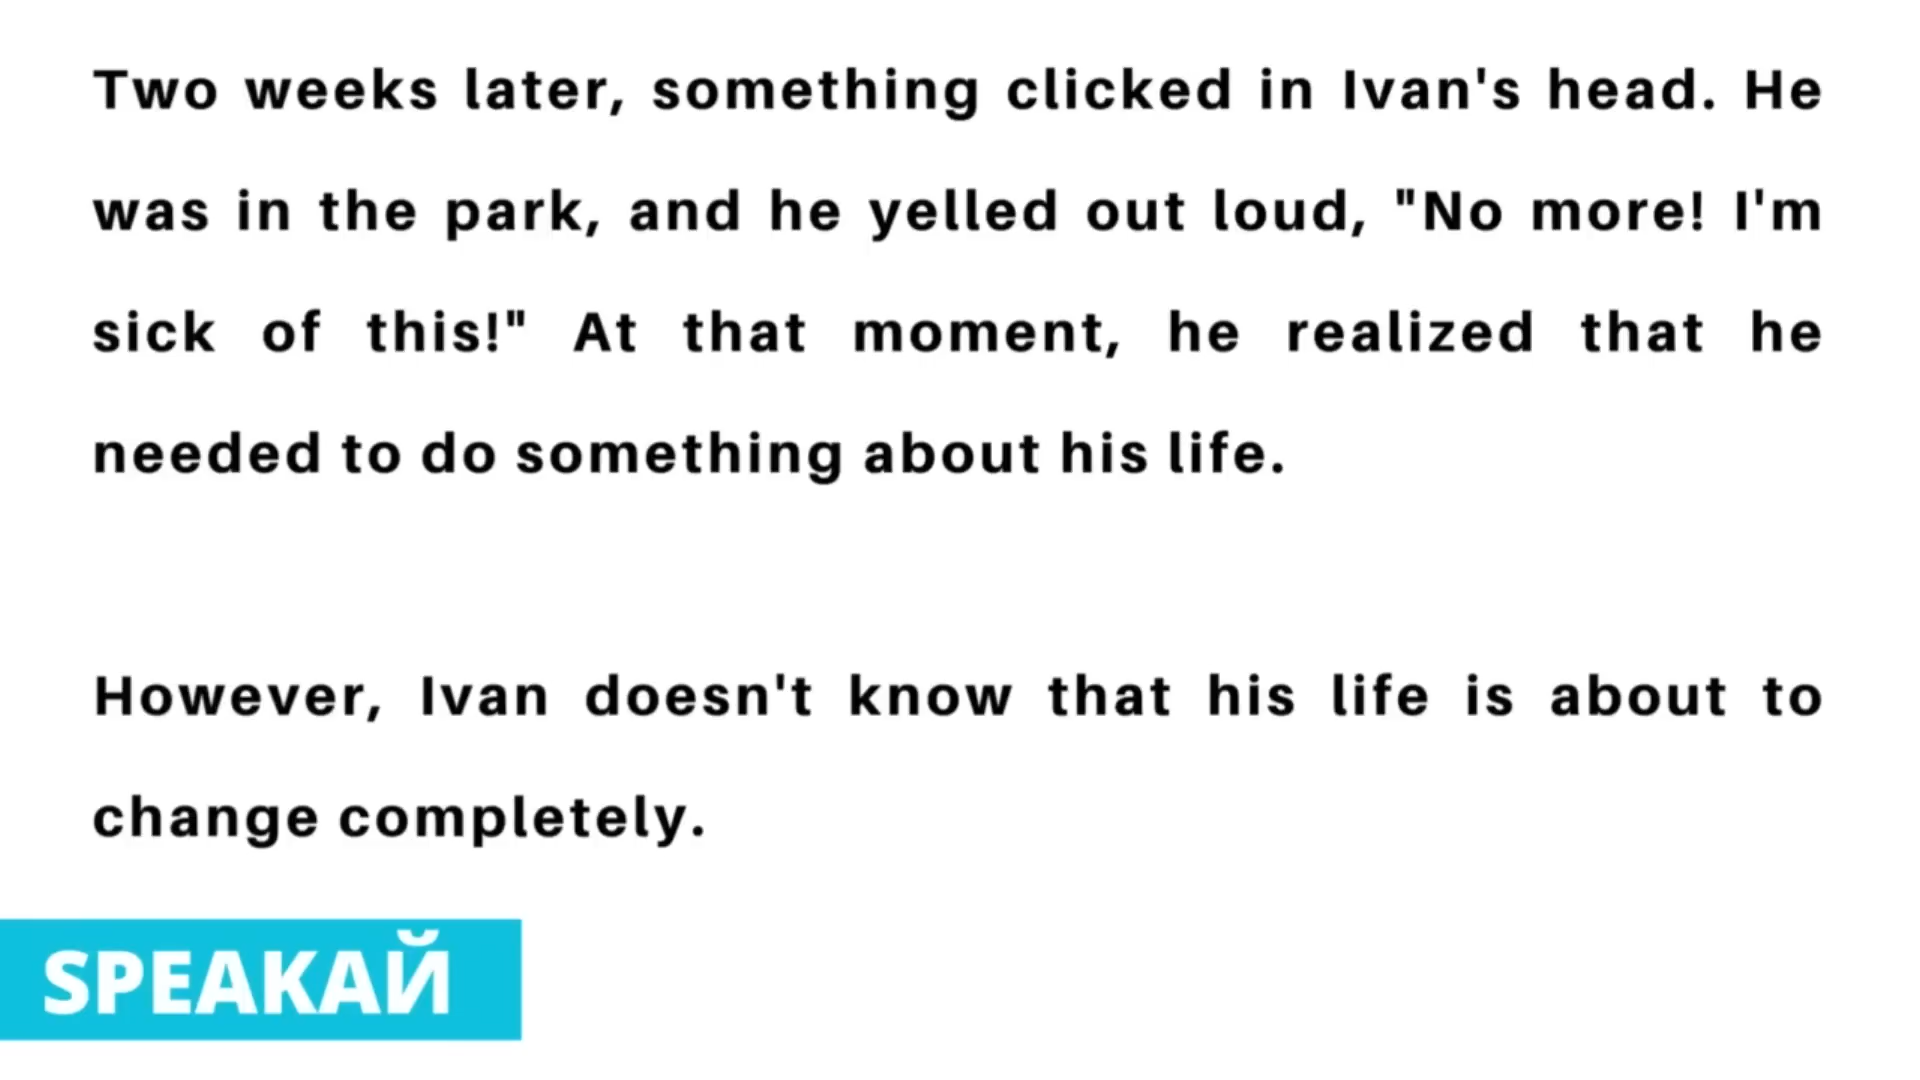 Two weeks later, something clicked in Ivan's head. He
was in the park, and he yelled out loud, "No more! I'm
sick of this!" At that moment, he realized that he
needed to do something about his life.
However, Ivan doesn't know that his life is about to
change completely.
SPEAKАЙ